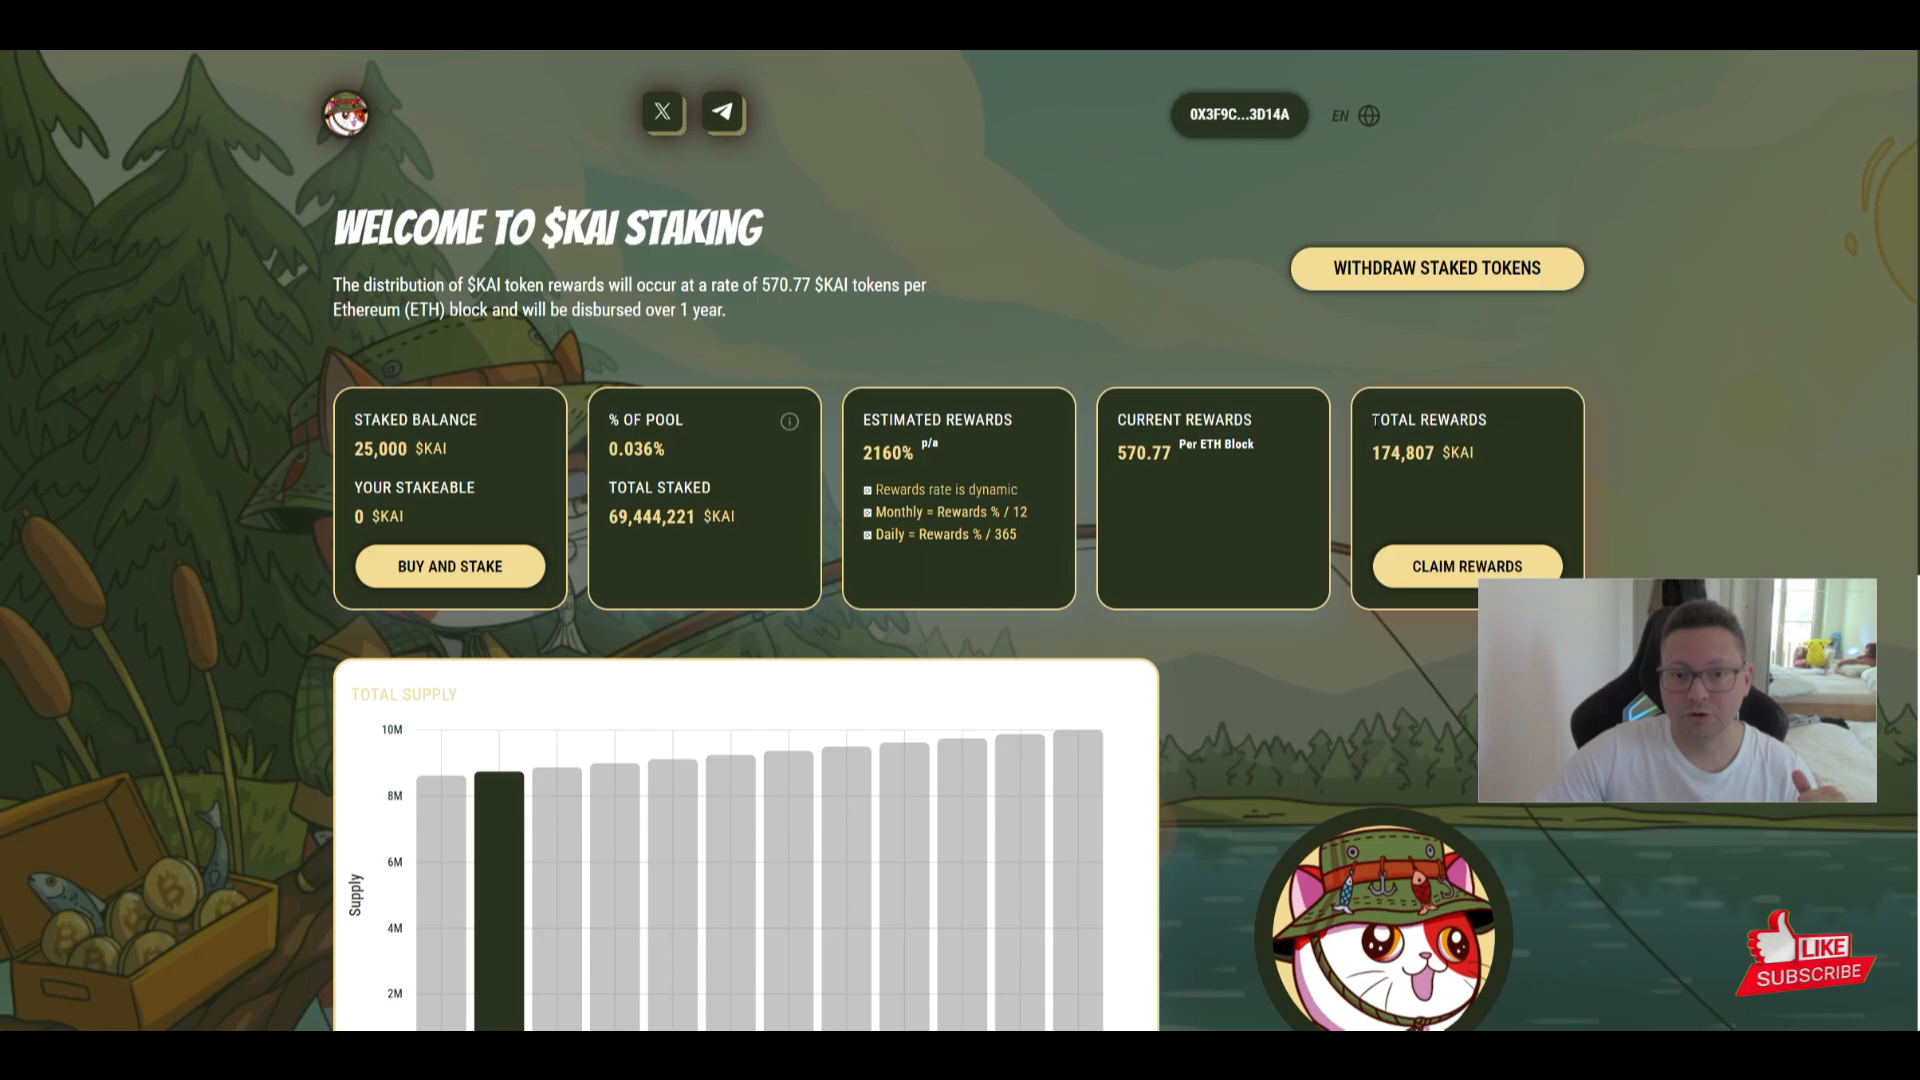 0X3F9C...3D14A
EN
WELCOME TO $KAI STAKING
The distribution of $KAI token rewards will occur at a rate of 570.77 $KAI tokens per
Ethereum (ETH) block and will be disbursed over 1 year.
WITHDRAW STAKED TOKENS
STAKED BALANCE
25,000 $KAI
YOUR STAKEABLE
0 $KAI
BUY AND STAKE
% OF POOL
0.036%
TOTAL STAKED
69,444,221 $KAI
ESTIMATED REWARDS
2160% p/a
Rewards rate is dynamic
Monthly = Rewards % / 12
Daily = Rewards % / 365
CURRENT REWARDS
570.77 Per ETH Block
TOTAL REWARDS
174,807 $KAI
CLAIM REWARDS
TOTAL SUPPLY
10M
8M
6M
4M
2M
Supply
LIKE
SUBSCRIBE